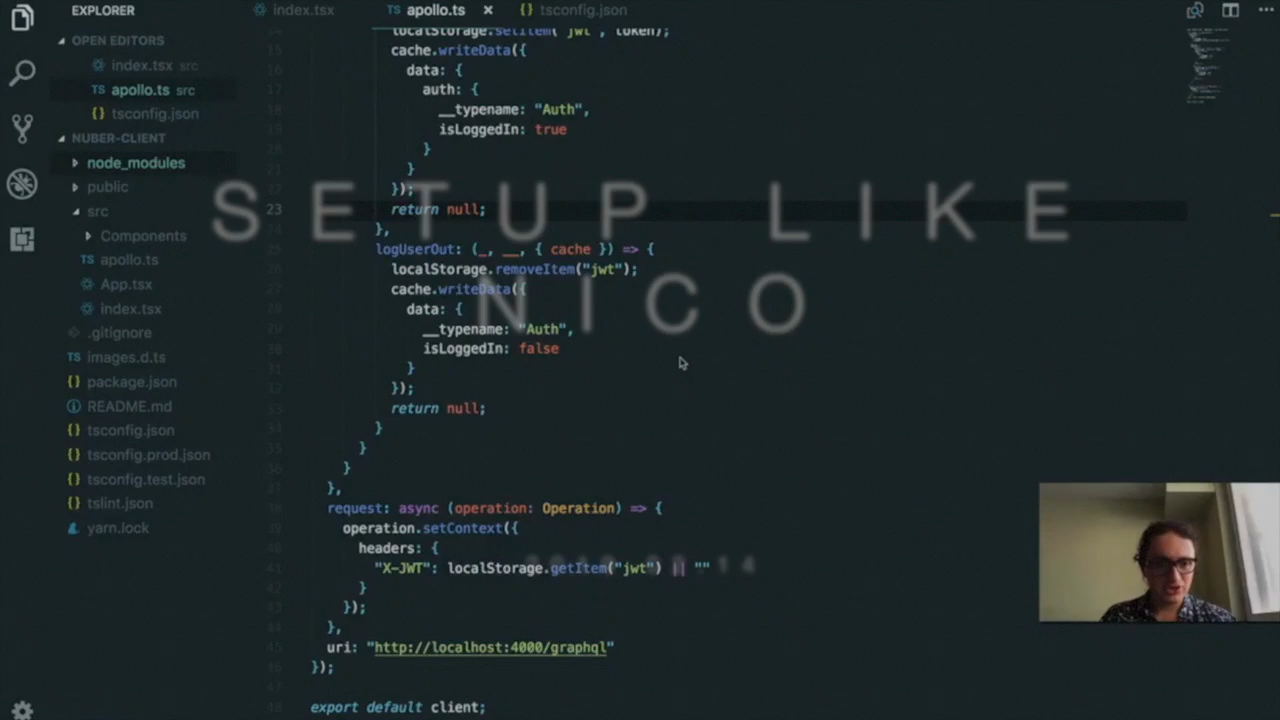 EXPLORER
OPEN EDITORS
index.tsx src
apollo.ts src
tsconfig.json
NUBER-CLIENT
node_modules
public
src
Components
apollo.ts
App.tsx
index.tsx
.gitignore
images.d.ts
package.json
README.md
tsconfig.json
tsconfig.prod.json
tsconfig.test.json
tslint.json
yarn.lock
index.tsx
apollo.ts
tsconfig.json
localStorage.setItem("jwt", token);
cache.writeData({
data: {
auth: {
__typename: "Auth",
isLoggedIn: true
}
}
});
23 return null;
},
logUserOut: (_, __, { cache }) => {
localStorage.removeItem("jwt");
cache.writeData({
data: {
__typename: "Auth",
isLoggedIn: false
}
});
return null;
}
}
}
},
request: async (operation: Operation) => {
operation.setContext({
headers: {
"X-JWT": localStorage.getItem("jwt") || ""
}
});
},
uri: "http://localhost:4000/graphql"
});
export default client;
SETUP LIKE
NICO